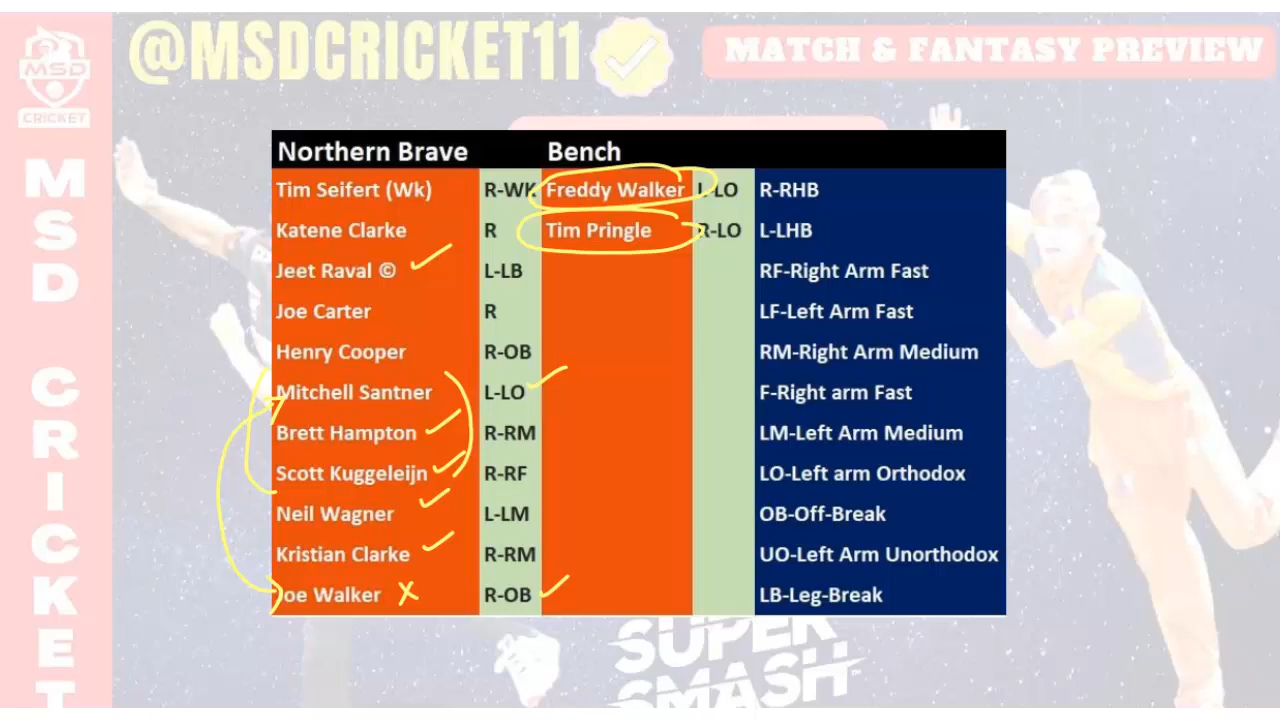 @MSDCRICKET11
MATCH & FANTASY PREVIEW
MSD
CRICKET
MSD CRICKET
Northern Brave Bench
Tim Seifert (Wk) R-WK Freddy Walker L-LO R-RHB
Katene Clarke R Tim Pringle R-LO L-LHB
Jeet Raval © L-LB RF-Right Arm Fast
Joe Carter R LF-Left Arm Fast
Henry Cooper R-OB RM-Right Arm Medium
Mitchell Santner L-LO F-Right arm Fast
Brett Hampton R-RM LM-Left Arm Medium
Scott Kuggeleijn R-RF LO-Left arm Orthodox
Neil Wagner L-LM OB-Off-Break
Kristian Clarke R-RM UO-Left Arm Unorthodox
Joe Walker X R-OB LB-Leg-Break
SUPER
SMASH